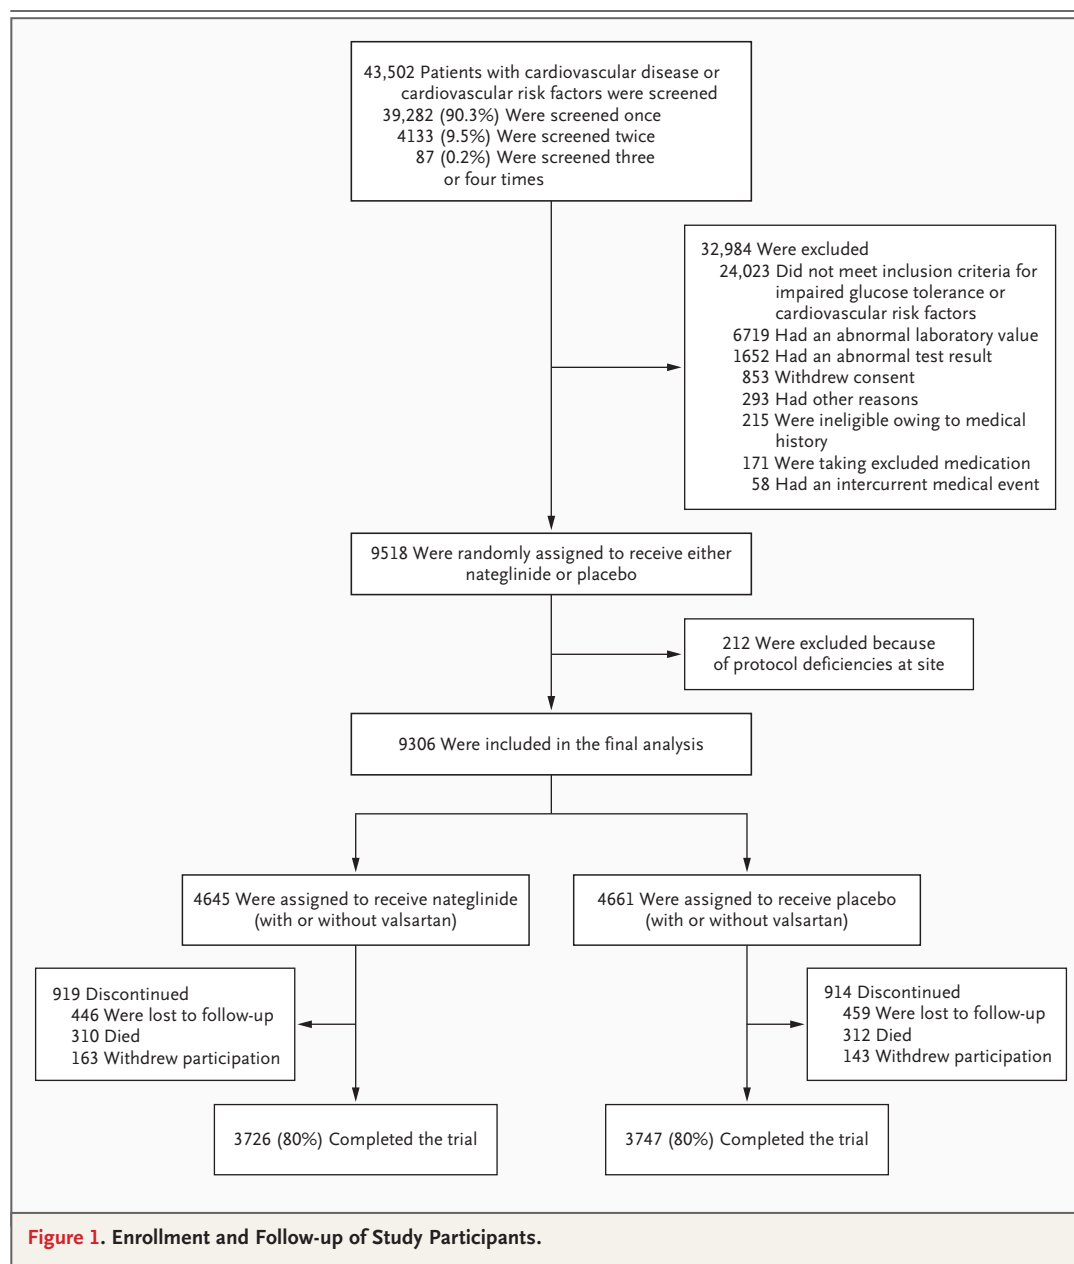 43,502 Patients with cardiovascular disease or
cardiovascular risk factors were screened
39,282 (90.3%) Were screened once
4133 (9.5%) Were screened twice
87 (0.2%) Were screened three
or four times
32,984 Were excluded
24,023 Did not meet inclusion criteria for
impaired glucose tolerance or
cardiovascular risk factors
6719 Had an abnormal laboratory value
1652 Had an abnormal test result
853 Withdrew consent
293 Had other reasons
215 Were ineligible owing to medical
history
171 Were taking excluded medication
58 Had an intercurrent medical event
9518 Were randomly assigned to receive either
nateglinide or placebo
212 Were excluded because
of protocol deficiencies at site
9306 Were included in the final analysis
4645 Were assigned to receive nateglinide
(with or without valsartan)
4661 Were assigned to receive placebo
(with or without valsartan)
919 Discontinued
446 Were lost to follow-up
310 Died
163 Withdrew participation
914 Discontinued
459 Were lost to follow-up
312 Died
143 Withdrew participation
3726 (80%) Completed the trial
3747 (80%) Completed the trial
Figure 1. Enrollment and Follow-up of Study Participants.